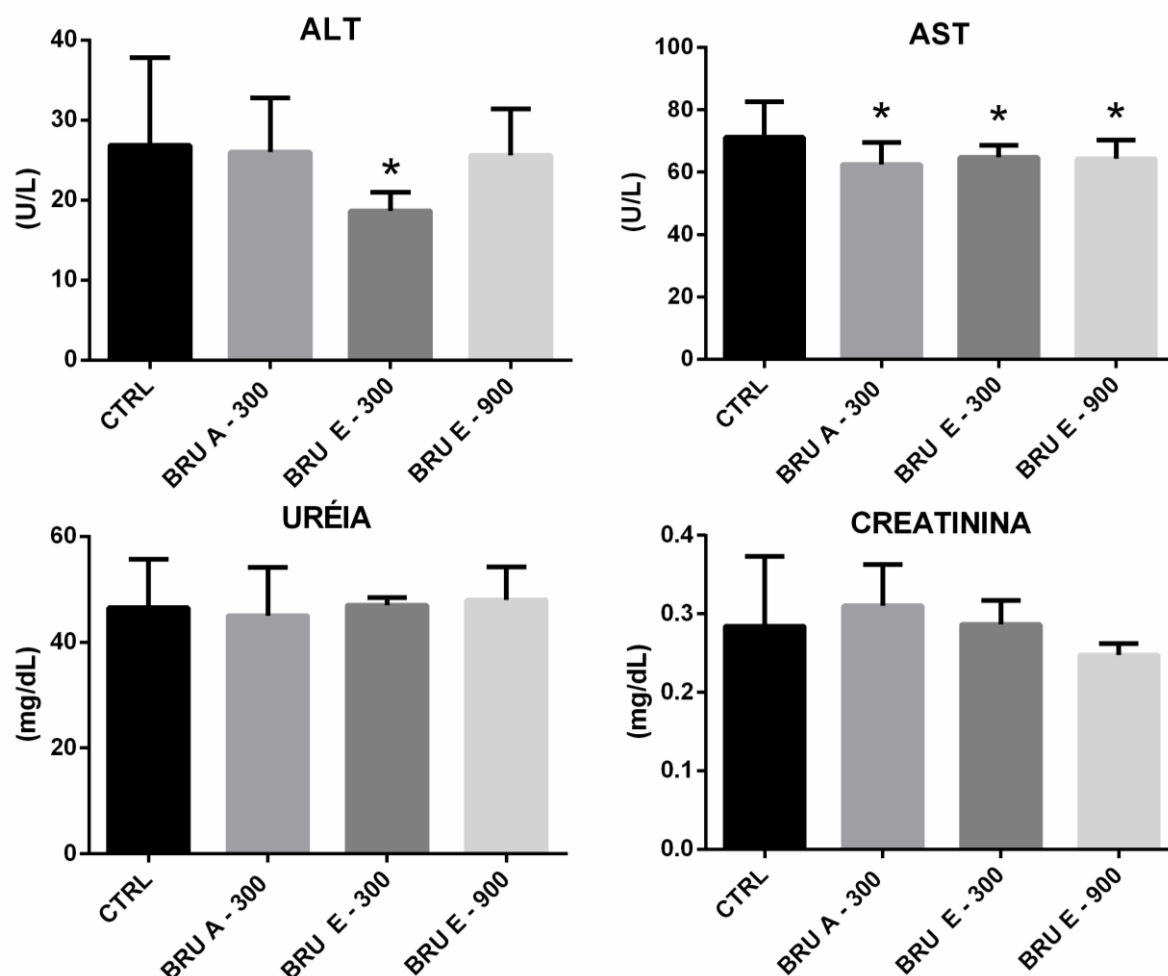 ALT
40
30
20
10
0
(U/L)
*
CTRL
BRU A - 300
BRU E - 300
BRU E - 900
AST
100
80
60
40
20
0
(U/L)
*
*
*
CTRL
BRU A - 300
BRU E - 300
BRU E - 900
URÉIA
60
40
20
0
(mg/dL)
CTRL
BRU A - 300
BRU E - 300
BRU E - 900
CREATININA
0.4
0.3
0.2
0.1
0.0
(mg/dL)
CTRL
BRU A - 300
BRU E - 300
BRU E - 900